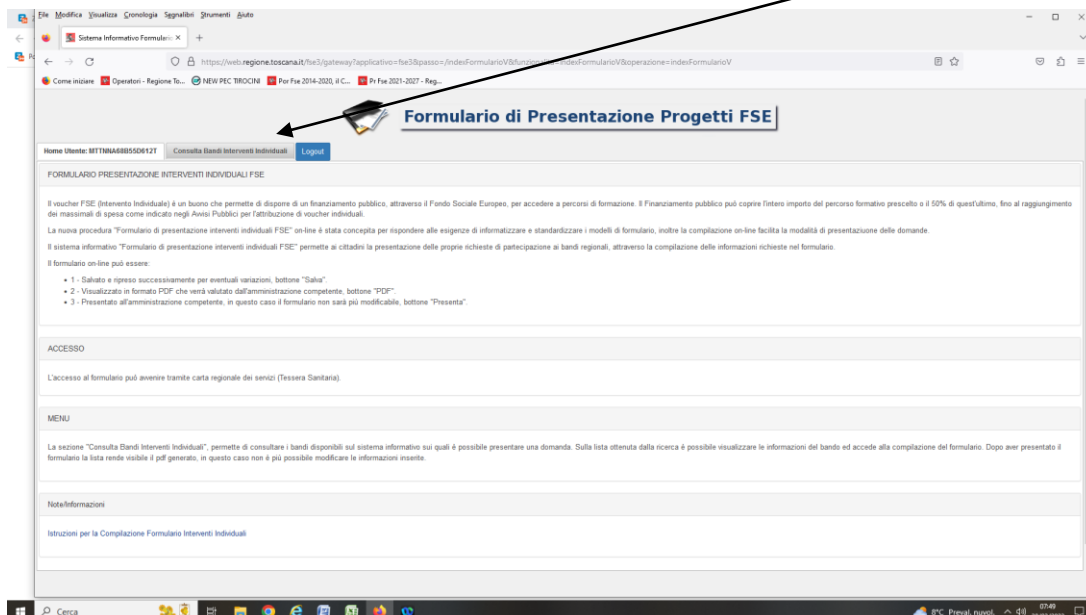 File Modifica Visualizza Cronologia Segnalibri Strumenti Aiuto
Sistema Informativo Formulario
https://web.regione.toscana.it/fse3/gateway?applicativo=fse3&passo=/indexFormularioV&funzionalita=indexFormularioV&operazione=indexFormularioV
Come iniziare Operatori - Regione To... NEW PEC TIROCINI Por Fse 2014-2020, il C... Pr Fse 2021-2027 - Reg...
Formulario di Presentazione Progetti FSE
Home Utente: MTTNNA68B55D612T Consulta Bandi Interventi Individuali Logout
FORMULARIO PRESENTAZIONE INTERVENTI INDIVIDUALI FSE
Il voucher FSE (Intervento Individuale) è un buono che permette di disporre di un finanziamento pubblico, attraverso il Fondo Sociale Europeo, per accedere a percorsi di formazione. Il Finanziamento pubblico può coprire l'intero importo del percorso formativo prescelto o il 50% di quest'ultimo, fino al raggiungimento
dei massimali di spesa come indicato negli Avvisi Pubblici per l'attribuzione di voucher individuali.
La nuova procedura "Formulario di presentazione interventi individuali FSE" on-line è stata concepta per rispondere alle esigenze di informatizzare e standardizzare i modelli di formulario, inoltre la compilazione on-line facilita la modalità di presentaziuone delle domande.
Il sistema informativo "Formulario di presentazione interventi individuali FSE" permette ai cittadini la presentazione delle proprie richieste di partecipazione ai bandi regionali, attraverso la compilazione delle informazioni richieste nel formulario.
Il formulario on-line può essere:
1 - Salvato e ripreso successivamente per eventuali variazioni, bottone "Salva".
2 - Visualizzato in formato PDF che verrà valutato dall'amministrazione competente, bottone "PDF".
3 - Presentato all'amministrazione competente, in questo caso il formulario non sarà più modificabile, bottone "Presenta".
ACCESSO
L'accesso al formulario può avvenire tramite carta regionale dei servizi (Tessera Sanitaria).
MENU
La sezione "Consulta Bandi Interventi Individuali", permette di consultare i bandi disponibili sul sistema informativo sui quali è possibile presentare una domanda. Sulla lista ottenuta dalla ricerca è possibile visualizzare le informazioni del bando ed accede alla compilazione del formulario. Dopo aver presentato il
formulario la lista rende visibile il pdf generato, in questo caso non è più possibile modificare le informazioni inserite.
Note/Informazioni
Istruzioni per la Compilazione Formulario Interventi Individuali
Cerca
8°C Preval. nuvol.
07:49